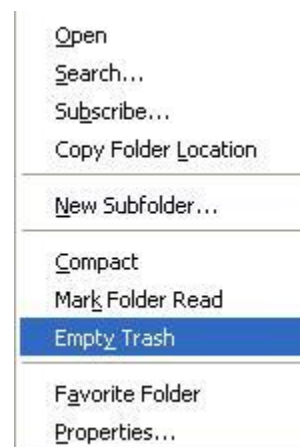 Open
Search...
Subscribe...
Copy Folder Location
New Subfolder...
Compact
Mark Folder Read
Empty Trash
Favorite Folder
Properties...